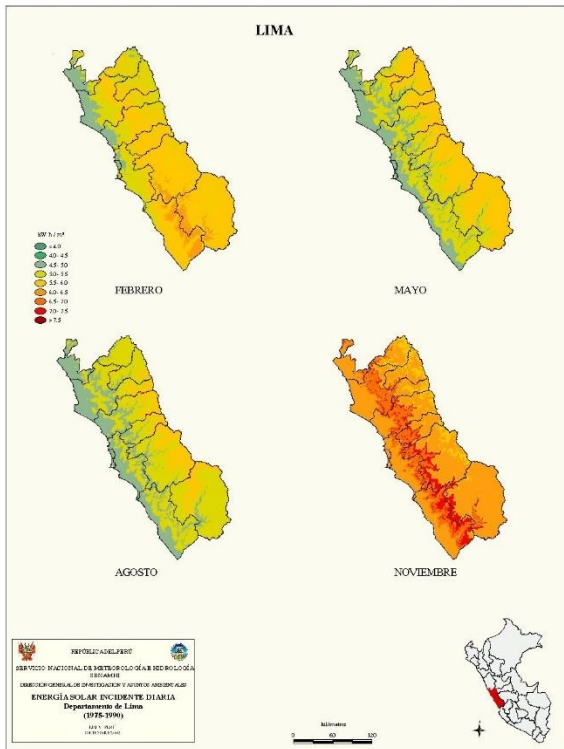 LIMA
KW h / m²
< 4.0
4.0- 4.5
4.5- 5.0
5.0- 5.5
5.5- 6.0
6.0- 6.5
6.5- 7.0
7.0- 7.5
> 7.5
FEBRERO
MAYO
AGOSTO
NOVIEMBRE
REPÚBLICA DEL PERÚ
SERVICIO NACIONAL DE METEOROLOGÍA E HIDROLOGÍA
SENAMHI
DIRECCIÓN GENERAL DE INVESTIGACIÓN Y ASUNTOS AMBIENTALES
ENERGÍA SOLAR INCIDENTE DIARIA
Departamento de Lima
(1975-1990)
kilómetros
0 60 120